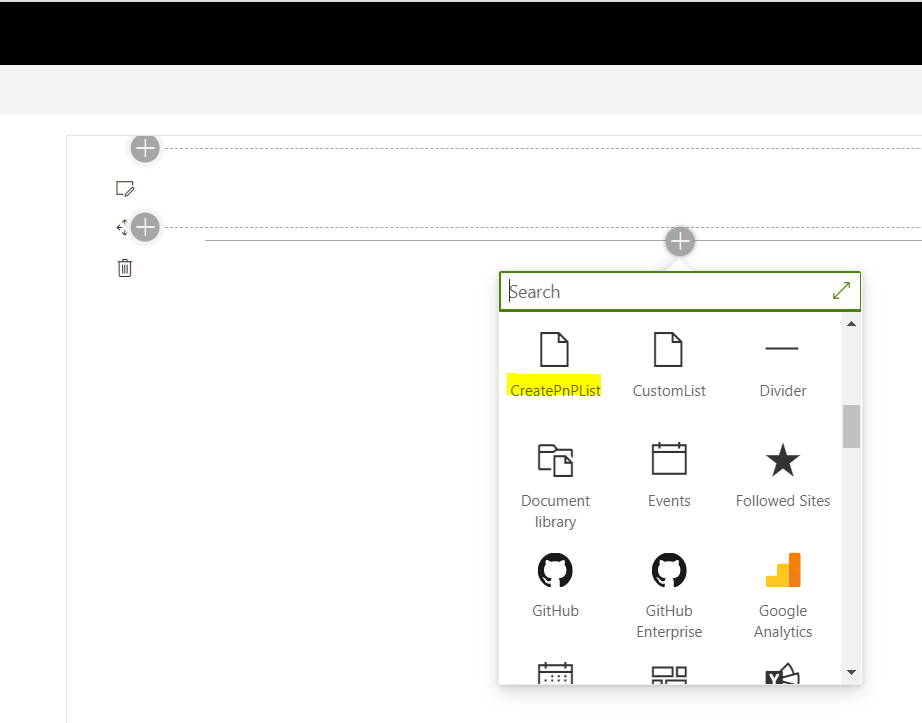 Search
CreatePnPList CustomList Divider
Document Events Followed Sites
library
GitHub GitHub Google
Enterprise Analytics